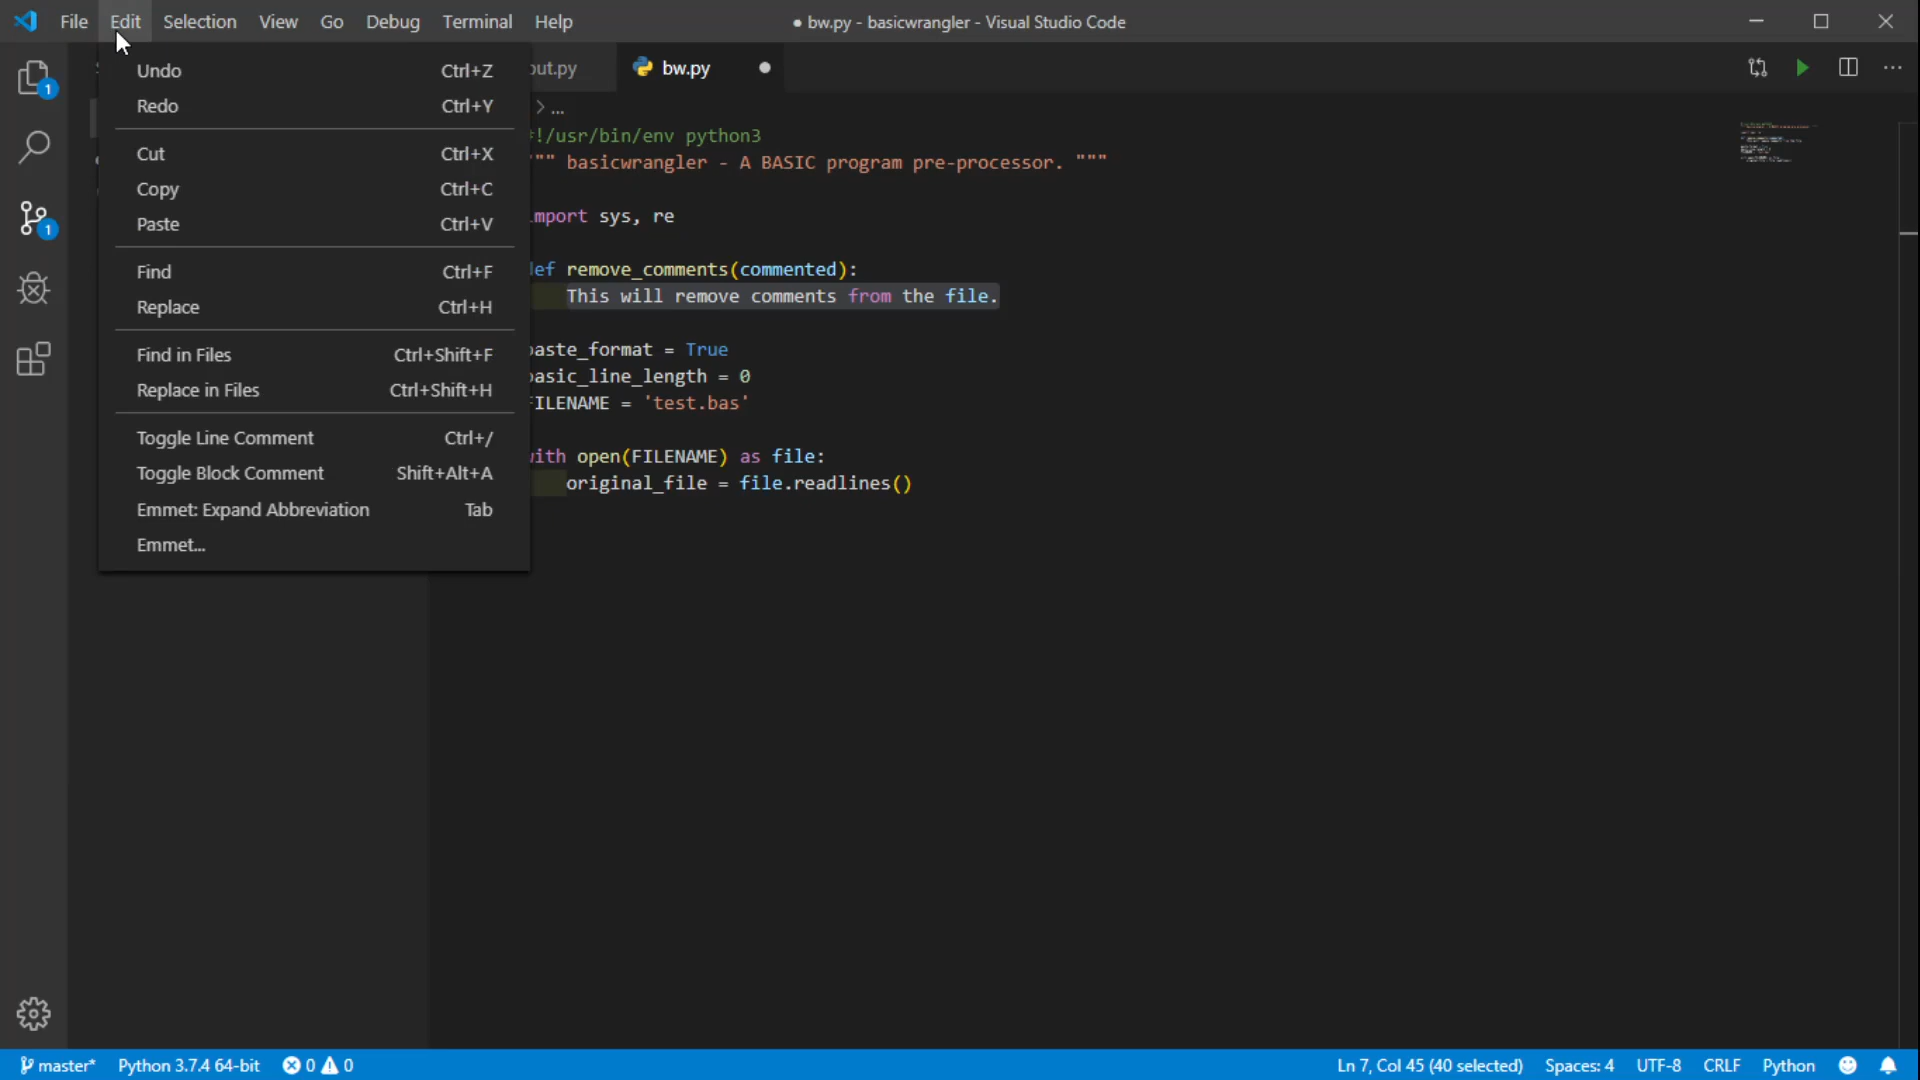 File Edit Selection View Go Debug Terminal Help
● bw.py - basicwrangler - Visual Studio Code
1
1
Undo Ctrl+Z
Redo Ctrl+Y
Cut Ctrl+X
Copy Ctrl+C
Paste Ctrl+V
Find Ctrl+F
Replace Ctrl+H
Find in Files Ctrl+Shift+F
Replace in Files Ctrl+Shift+H
Toggle Line Comment Ctrl+/
Toggle Block Comment Shift+Alt+A
Emmet: Expand Abbreviation Tab
Emmet...
put.py
bw.py ●
> ...
!/usr/bin/env python3
""" basicwrangler - A BASIC program pre-processor. """
mport sys, re
ef remove_comments(commented):
This will remove comments from the file.
paste_format = True
basic_line_length = 0
FILENAME = 'test.bas'
with open(FILENAME) as file:
original_file = file.readlines()
master* Python 3.7.4 64-bit 0 0
Ln 7, Col 45 (40 selected) Spaces: 4 UTF-8 CRLF Python